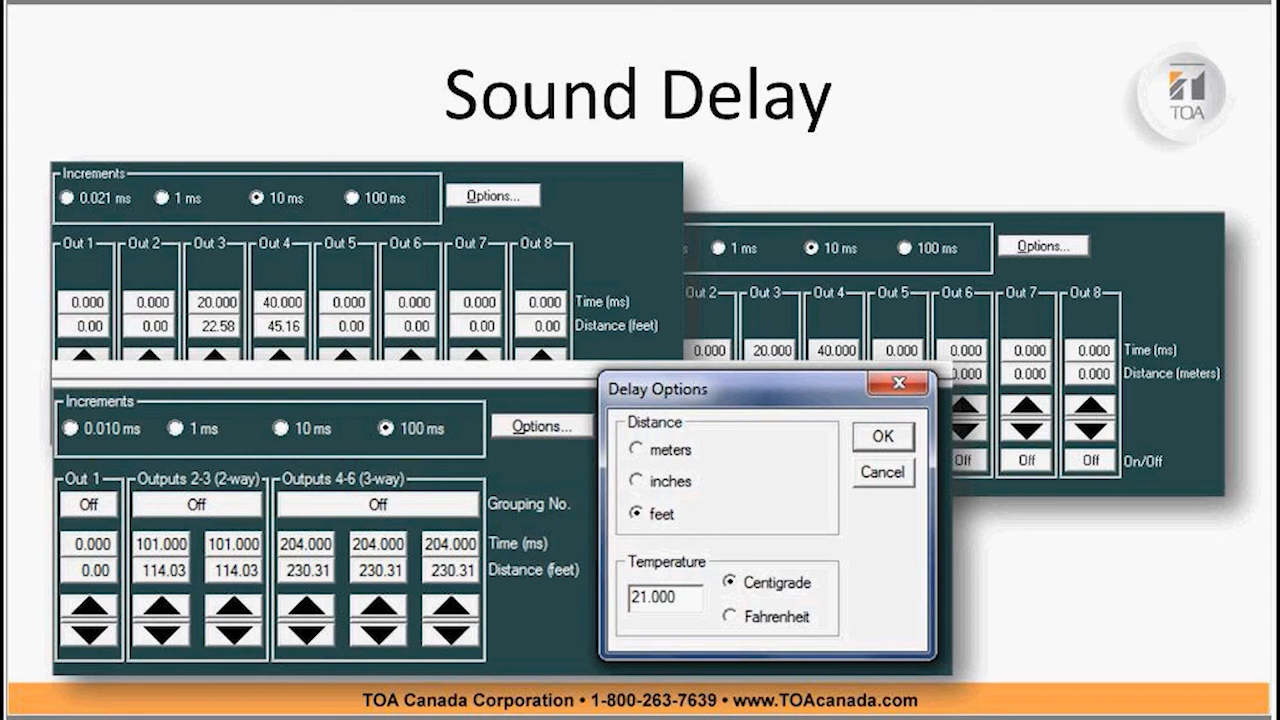 Sound Delay
TOA
Increments
0.021 ms 1 ms 10 ms 100 ms Options...
Out 1 Out 2 Out 3 Out 4 Out 5 Out 6 Out 7 Out 8
0.000 0.000 20.000 40.000 0.000 0.000 0.000 0.000 Time (ms)
0.00 0.00 22.58 45.16 0.00 0.00 0.00 0.00 Distance (feet)
s 1 ms 10 ms 100 ms Options...
Out 2 Out 3 Out 4 Out 5 Out 6 Out 7 Out 8
0.000 20.000 40.000 0.000 0.000 0.000 0.000 Time (ms)
0.000 0.000 0.000 Distance (meters)
Off Off Off On/Off
Increments
0.010 ms 1 ms 10 ms 100 ms Options...
Out 1 Outputs 2-3 (2-way) Outputs 4-6 (3-way)
Off Off Off Grouping No.
0.000 101.000 101.000 204.000 204.000 204.000 Time (ms)
0.00 114.03 114.03 230.31 230.31 230.31 Distance (feet)
Delay Options
Distance
meters
inches
feet
OK
Cancel
Temperature
21.000
Centigrade
Fahrenheit
TOA Canada Corporation • 1-800-263-7639 • www.TOAcanada.com